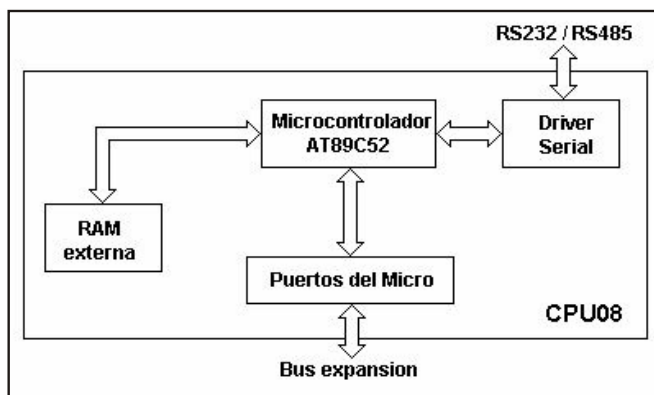 RS232 / RS485
Microcontrolador
AT89C52
Driver
Serial
RAM
externa
Puertos del Micro
CPU08
Bus expansion